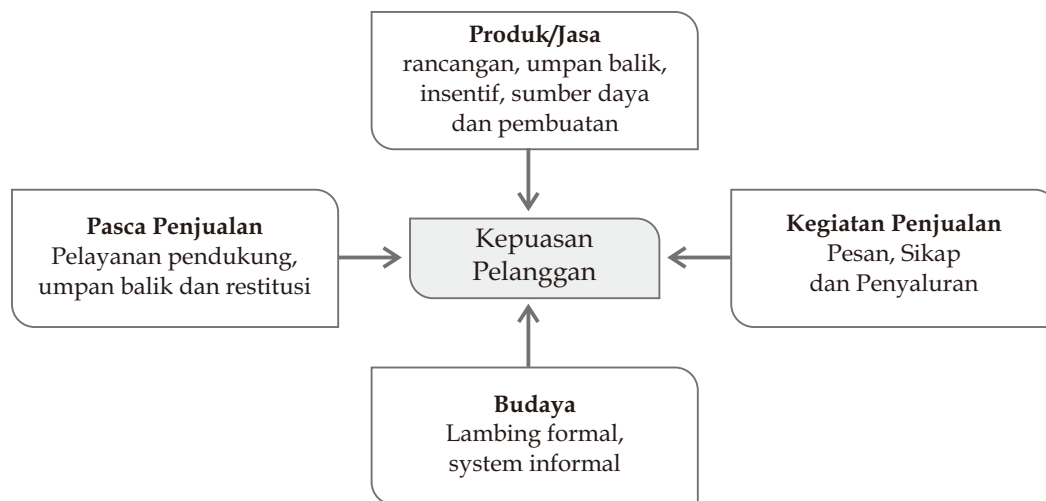 Produk/Jasa
rancangan, umpan balik,
insentif, sumber daya
dan pembuatan
Pasca Penjualan
Pelayanan pendukung,
umpan balik dan restitusi
Kepuasan
Pelanggan
Kegiatan Penjualan
Pesan, Sikap
dan Penyaluran
Budaya
Lambing formal,
system informal